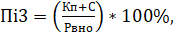 ПіЗ = (Кп+С / Рвно) * 100%,